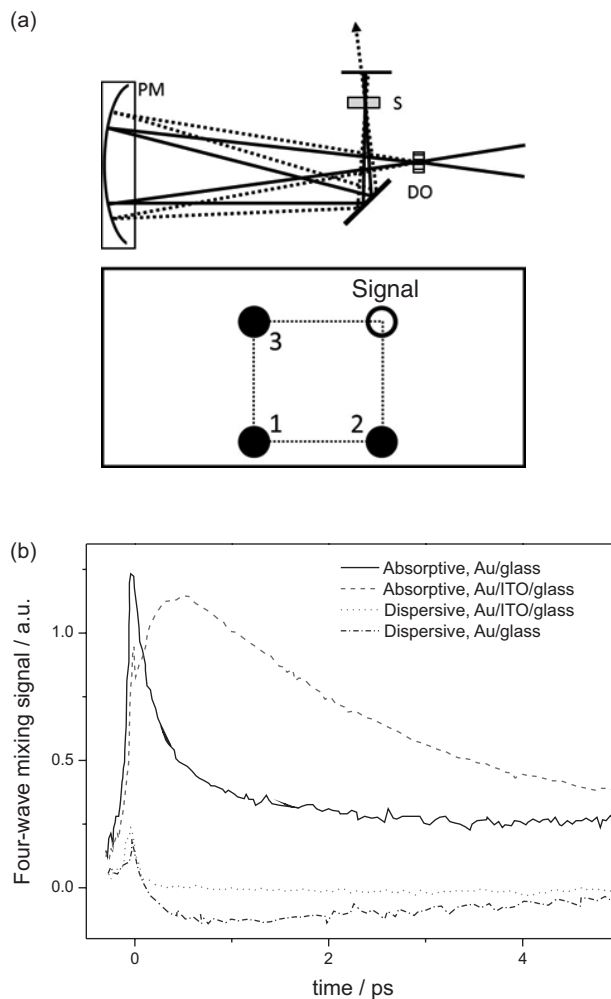 (a)
PM
S
DO
Signal
3
1
2
(b)
Absorptive, Au/glass
Absorptive, Au/ITO/glass
Dispersive, Au/ITO/glass
Dispersive, Au/glass
Four-wave mixing signal / a.u.
1.0
0.5
0.0
0
2
4
time / ps